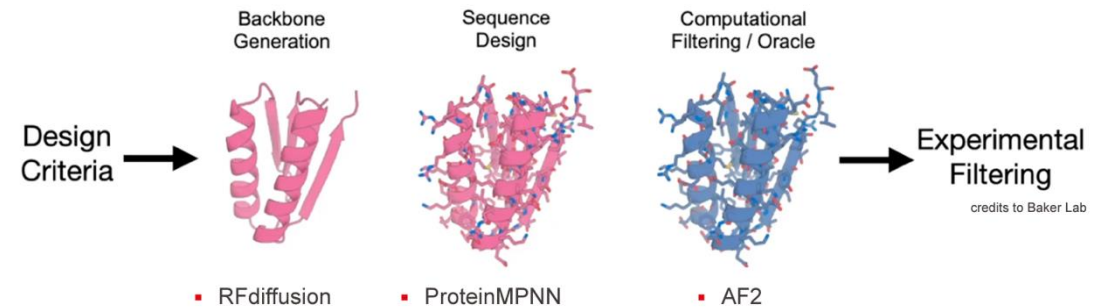 Design
Criteria
Backbone
Generation
Sequence
Design
Computational
Filtering / Oracle
Experimental
Filtering
credits to Baker Lab
▪ RFdiffusion
▪ ProteinMPNN
▪ AF2